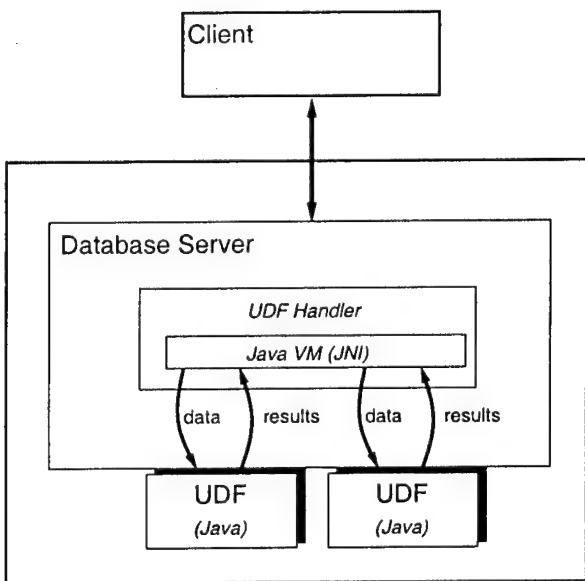 Client
Database Server
UDF Handler
Java VM (JNI)
data
results
data
results
UDF
(Java)
UDF
(Java)